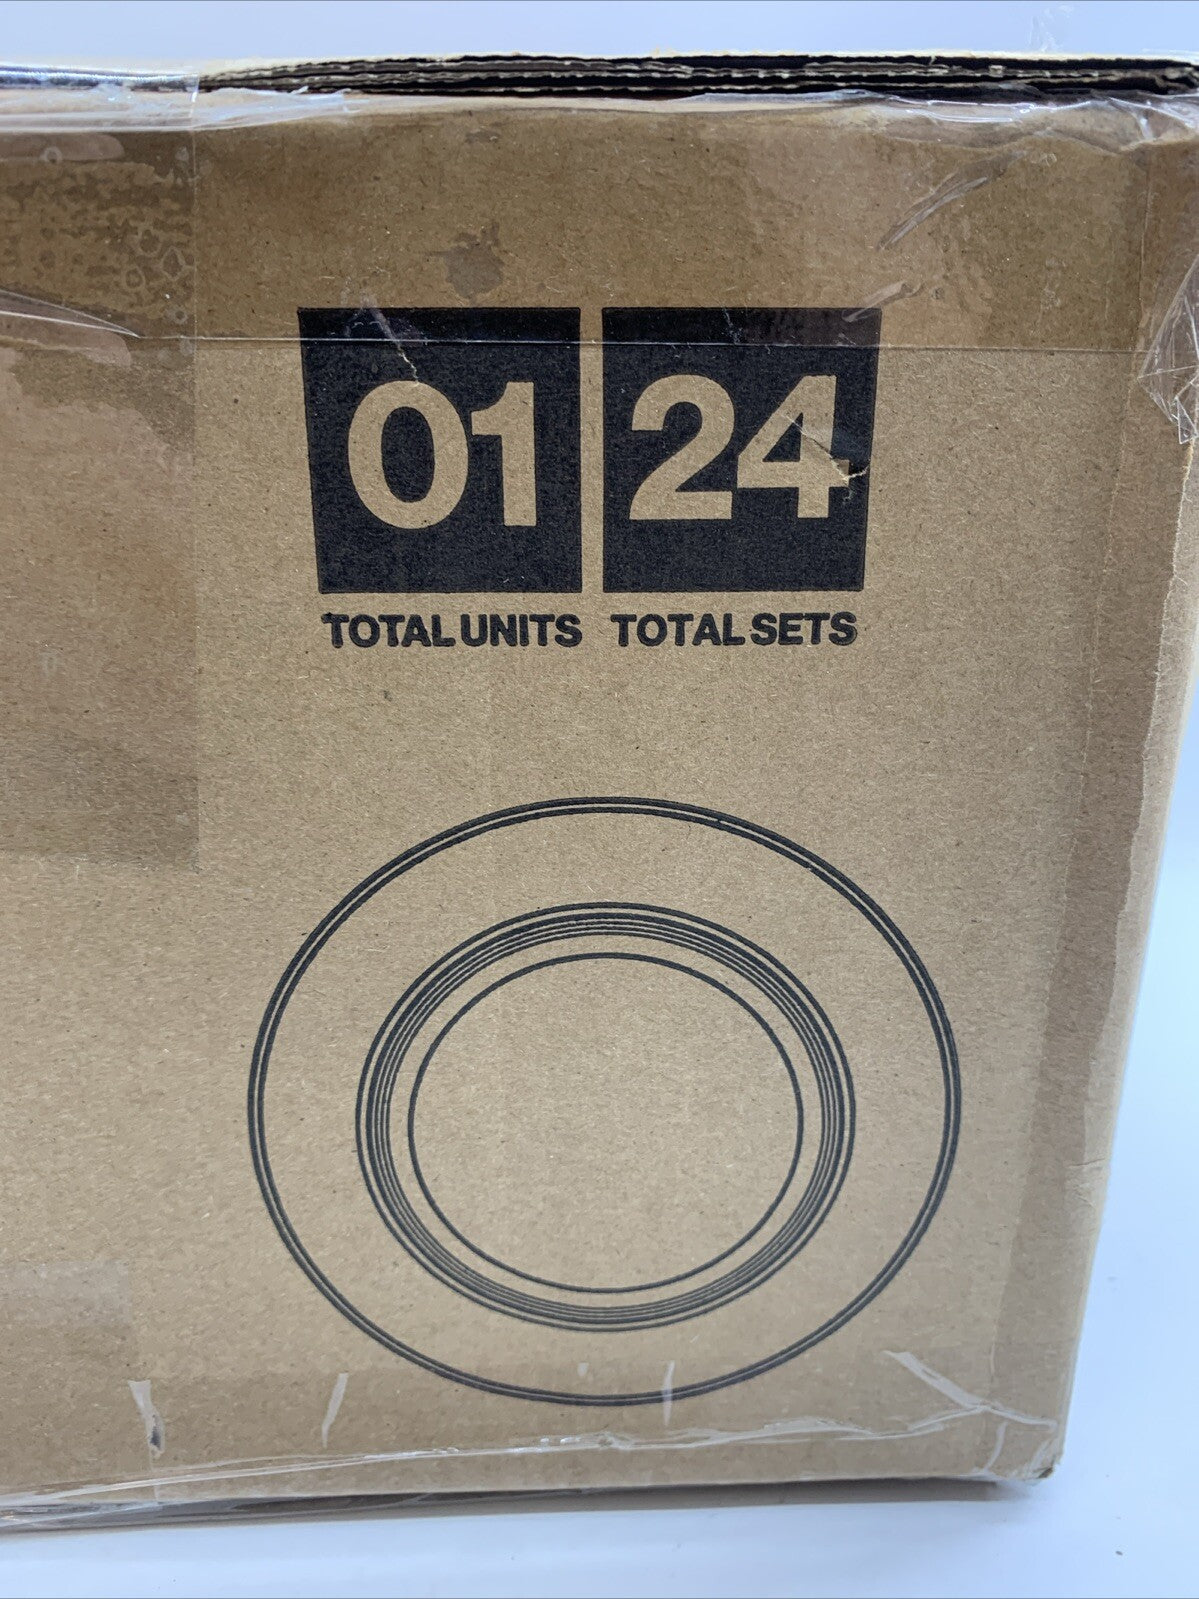 01 24
TOTAL UNITS TOTAL SETS